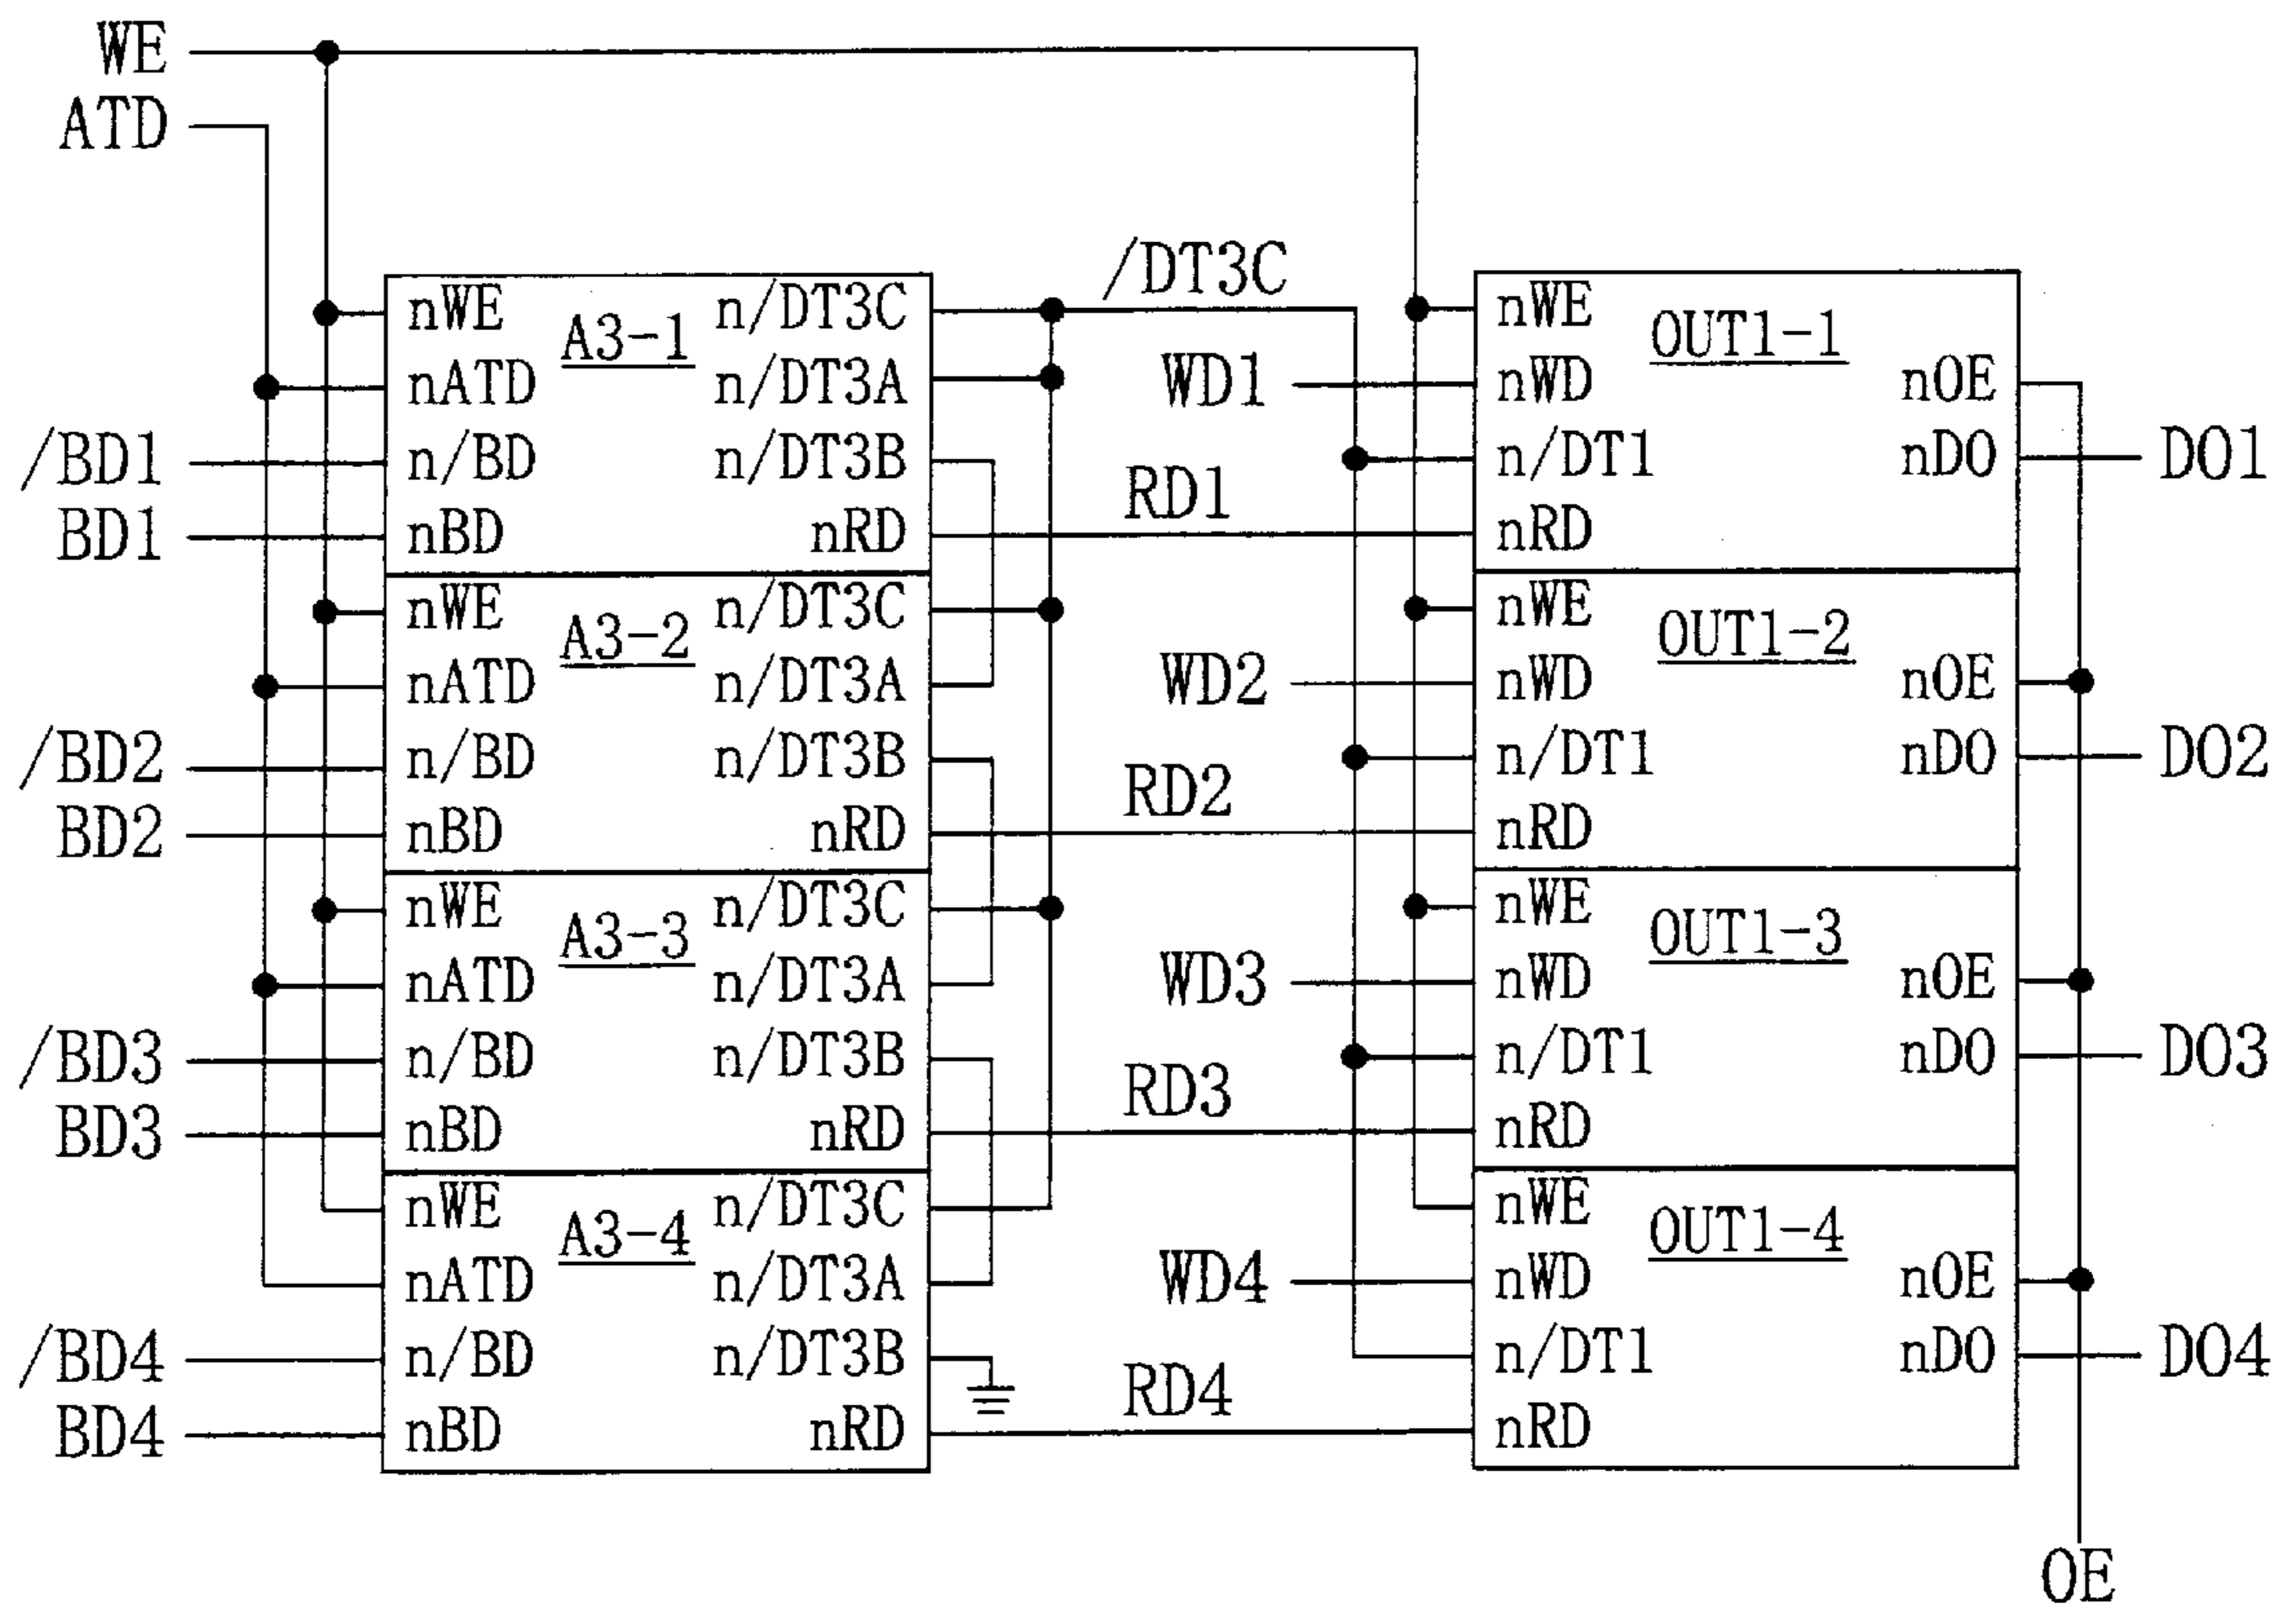 WE
ATD
/BD1
BD1
/BD2
BD2
/BD3
BD3
/BD4
BD4
nWE
nATD
n/BD
nBD
A3-1
n/DT3C
n/DT3A
n/DT3B
nRD
nWE
nATD
n/BD
nBD
A3-2
n/DT3C
n/DT3A
n/DT3B
nRD
nWE
nATD
n/BD
nBD
A3-3
n/DT3C
n/DT3A
n/DT3B
nRD
nWE
nATD
n/BD
nBD
A3-4
n/DT3C
n/DT3A
n/DT3B
nRD
/DT3C
WD1
RD1
WD2
RD2
WD3
RD3
WD4
RD4
nWE
nWD
n/DT1
nRD
OUT1-1
nOE
nDO
nWE
nWD
n/DT1
nRD
OUT1-2
nOE
nDO
nWE
nWD
n/DT1
nRD
OUT1-3
nOE
nDO
nWE
nWD
n/DT1
nRD
OUT1-4
nOE
nDO
DO1
DO2
DO3
DO4
OE